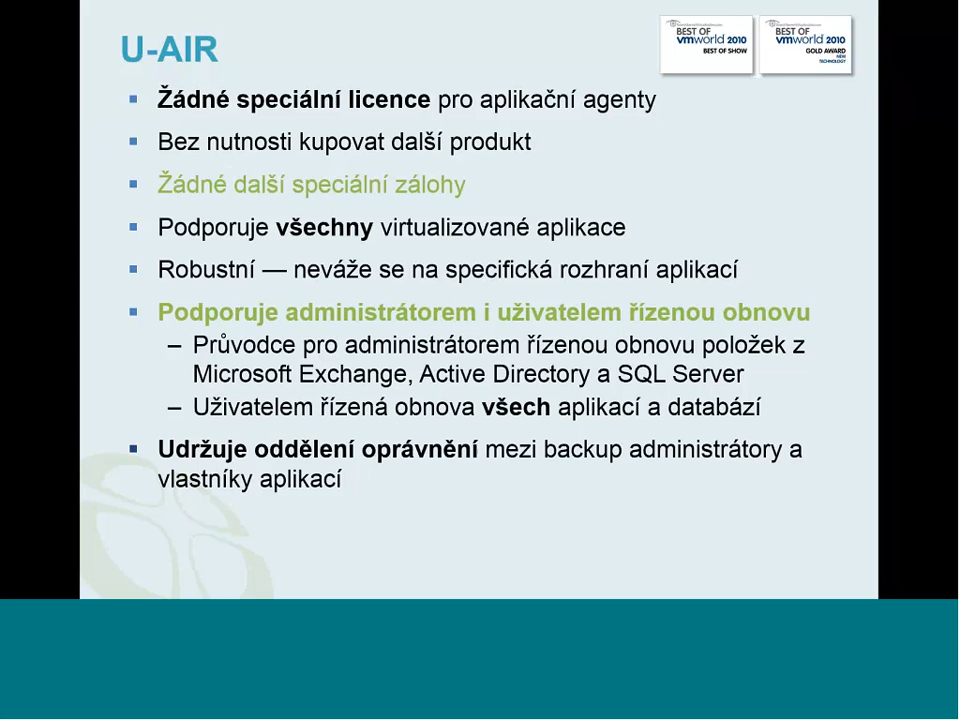 U-AIR
BEST OF
vmworld 2010
BEST OF SHOW
BEST OF
vmworld 2010
GOLD AWARD
NEW
TECHNOLOGY
Žádné speciální licence pro aplikační agenty
Bez nutnosti kupovat další produkt
Žádné další speciální zálohy
Podporuje všechny virtualizované aplikace
Robustní — neváže se na specifická rozhraní aplikací
Podporuje administrátorem i uživatelem řízenou obnovu
– Průvodce pro administrátorem řízenou obnovu položek z
Microsoft Exchange, Active Directory a SQL Server
– Uživatelem řízená obnova všech aplikací a databází
Udržuje oddělení oprávnění mezi backup administrátory a
vlastníky aplikací